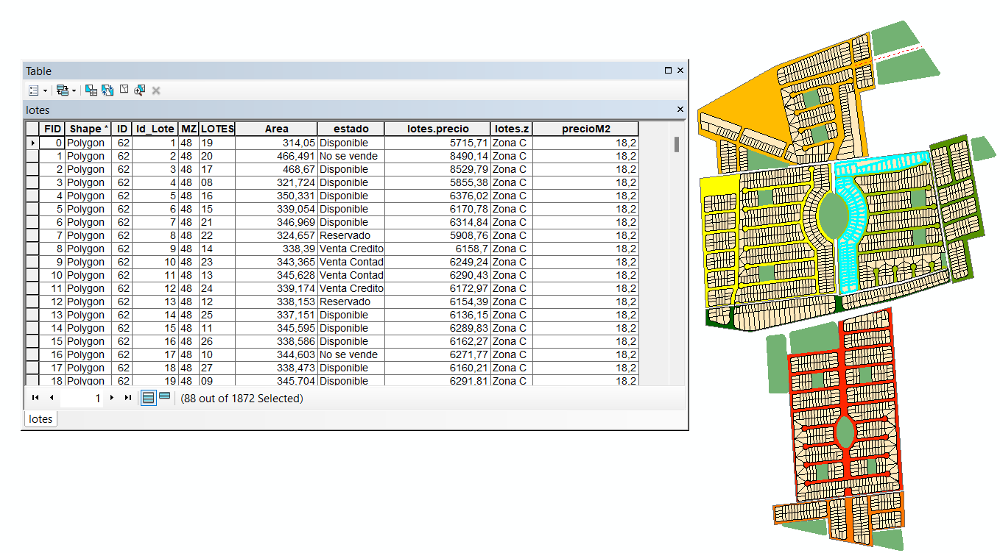 Table
lotes
FID Shape * ID Id_Lote MZ LOTES Area estado lotes.precio lotes.z precioM2
0 Polygon 62 1 48 19 314,05 Disponible 5715,71 Zona C 18,2
1 Polygon 62 2 48 20 466,491 No se vende 8490,14 Zona C 18,2
2 Polygon 62 3 48 17 468,67 Disponible 8529,79 Zona C 18,2
3 Polygon 62 4 48 08 321,724 Disponible 5855,38 Zona C 18,2
4 Polygon 62 5 48 16 350,331 Disponible 6376,02 Zona C 18,2
5 Polygon 62 6 48 15 339,054 Disponible 6170,78 Zona C 18,2
6 Polygon 62 7 48 21 346,969 Disponible 6314,84 Zona C 18,2
7 Polygon 62 8 48 22 324,657 Reservado 5908,76 Zona C 18,2
8 Polygon 62 9 48 14 338,39 Venta Credito 6158,7 Zona C 18,2
9 Polygon 62 10 48 23 343,365 Venta Contad 6249,24 Zona C 18,2
10 Polygon 62 11 48 13 345,628 Venta Contad 6290,43 Zona C 18,2
11 Polygon 62 12 48 24 339,174 Venta Credito 6172,97 Zona C 18,2
12 Polygon 62 13 48 12 338,153 Reservado 6154,39 Zona C 18,2
13 Polygon 62 14 48 25 337,151 Disponible 6136,15 Zona C 18,2
14 Polygon 62 15 48 11 345,595 Disponible 6289,83 Zona C 18,2
15 Polygon 62 16 48 26 338,586 Disponible 6162,27 Zona C 18,2
16 Polygon 62 17 48 10 344,603 No se vende 6271,77 Zona C 18,2
17 Polygon 62 18 48 27 338,473 Disponible 6160,21 Zona C 18,2
18 Polygon 62 19 48 09 345,704 Disponible 6291,81 Zona C 18,2
1 (88 out of 1872 Selected)
lotes